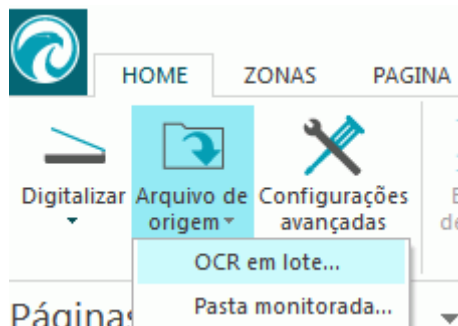 HOME ZONAS PAGINA
Digitalizar Arquivo de origem Configurações avançadas
OCR em lote...
Pasta monitorada...
Páginas